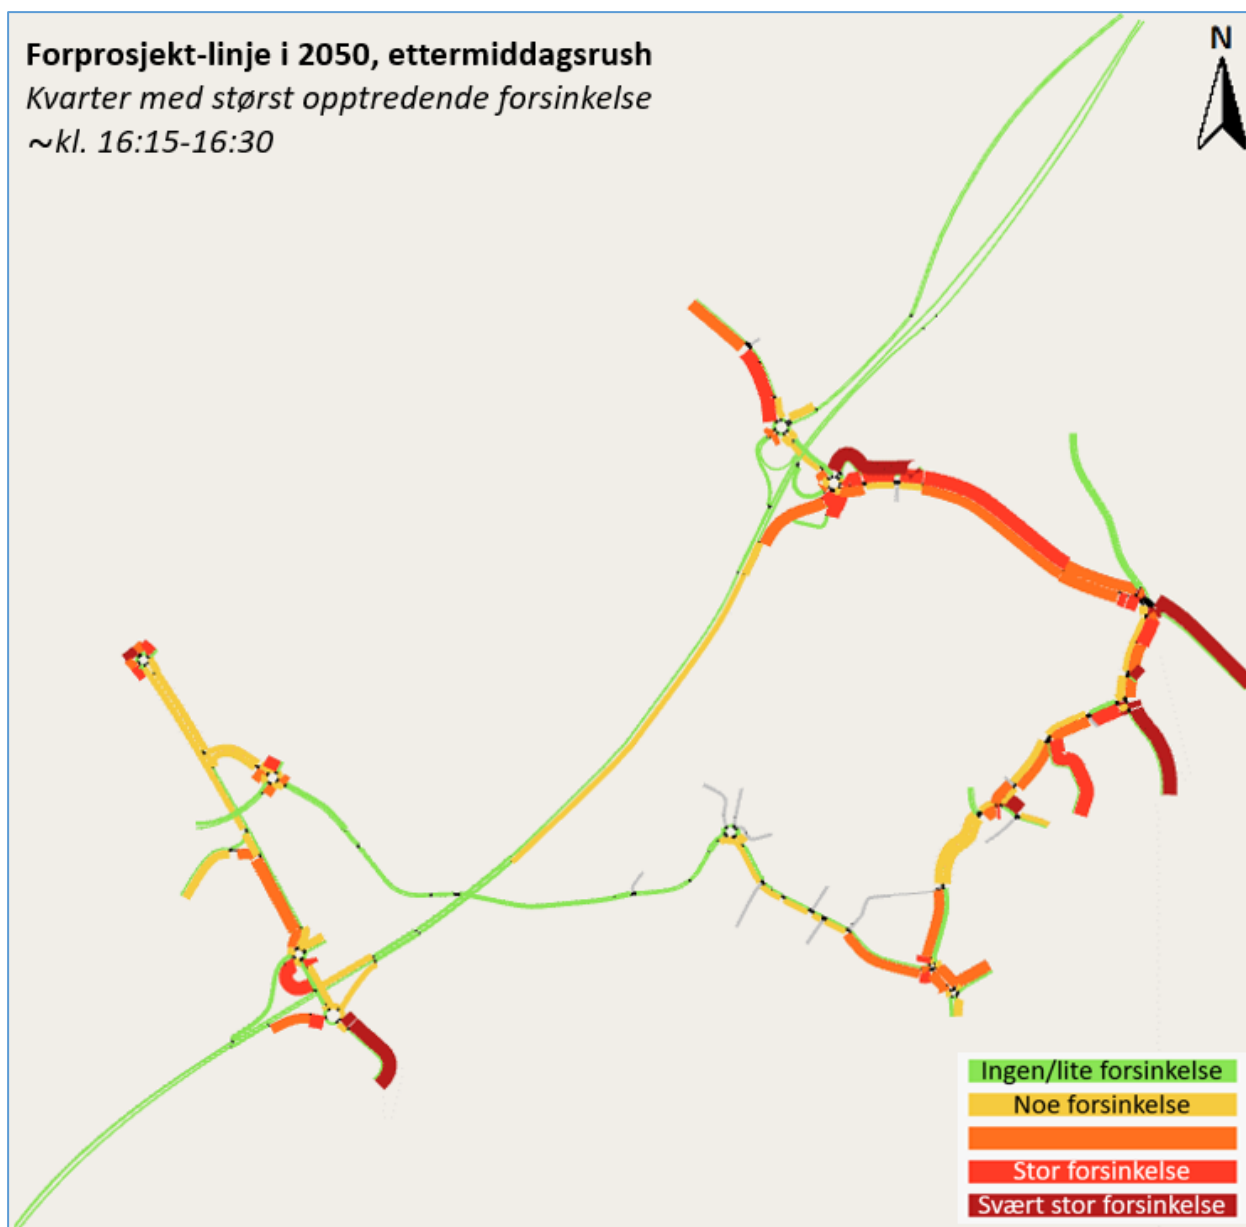 Forprosjekt-linje i 2050, ettermiddagsrush
Kvarter med størst opptredende forsinkelse
~kl. 16:15-16:30
N
Ingen/lite forsinkelse
Noe forsinkelse
Stor forsinkelse
Svært stor forsinkelse